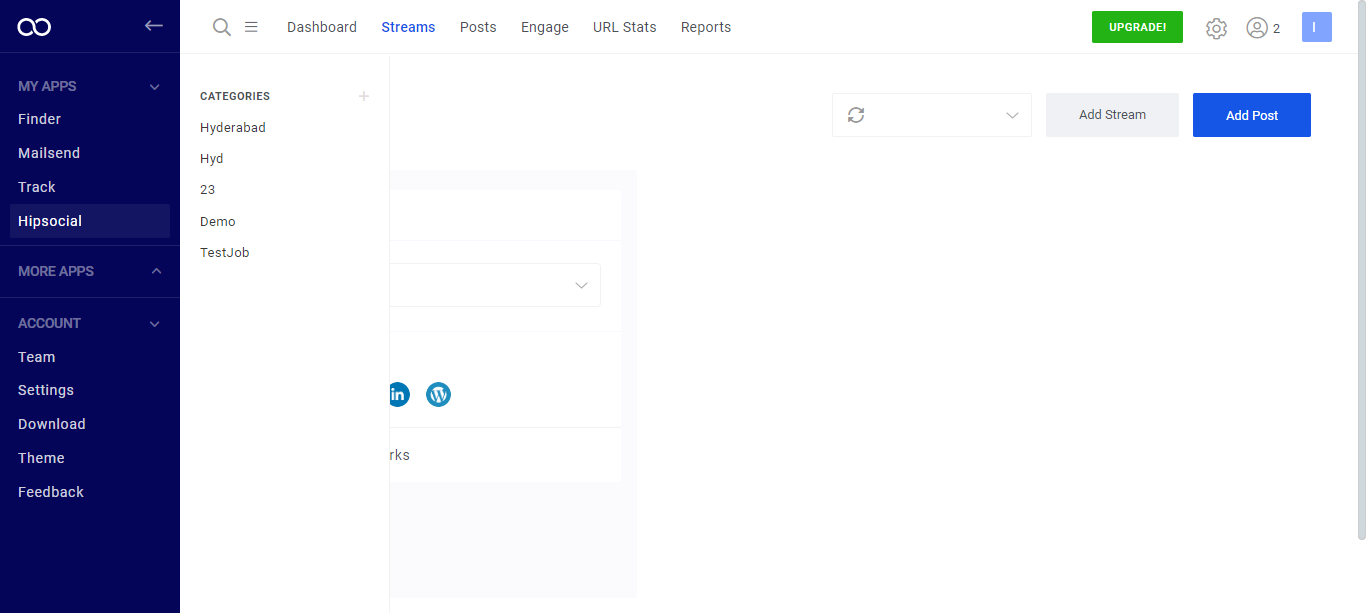 MY APPS
Finder
Mailsend
Track
Hipsocial
MORE APPS
ACCOUNT
Team
Settings
Download
Theme
Feedback
Dashboard Streams Posts Engage URL Stats Reports UPGRADE! 2 I
CATEGORIES
Hyderabad
Hyd
23
Demo
TestJob
Add Stream Add Post
in
rks